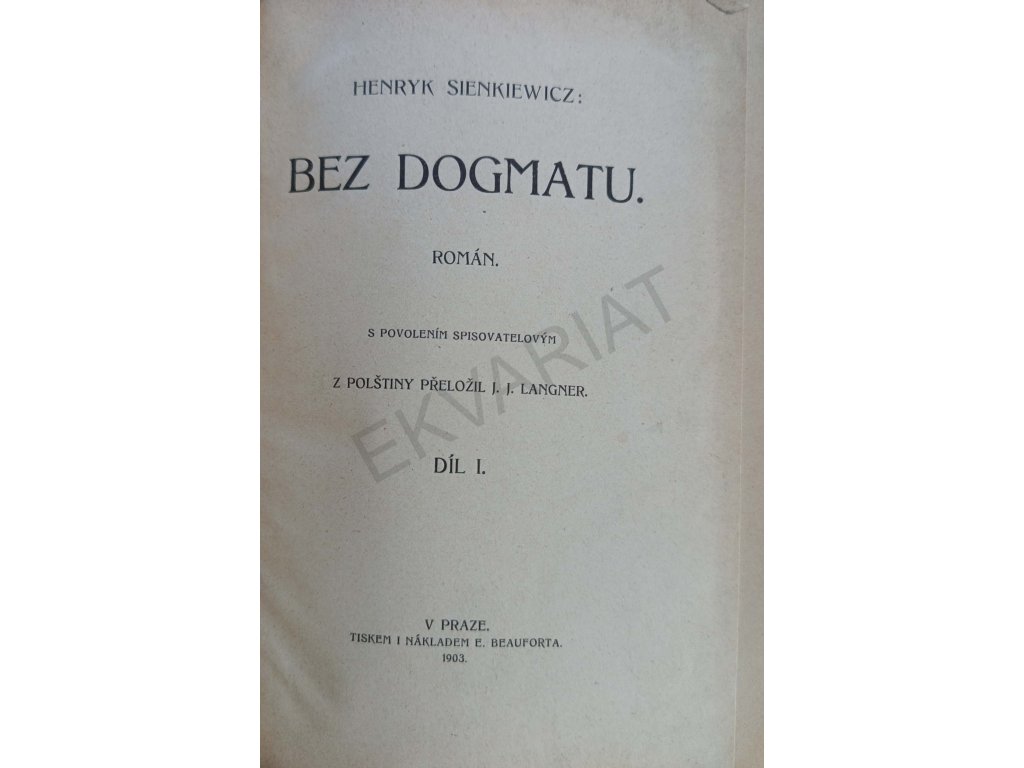 HENRYK SIENKIEWICZ:
BEZ DOGMATU.
ROMÁN.
S POVOLENÍM SPISOVATELOVÝM
Z POLŠTINY PŘELOŽIL J. J. LANGNER.
EKVARIAT
DÍL I.
V PRAZE.
TISKEM I NÁKLADEM E. BEAUFORTA.
1903.